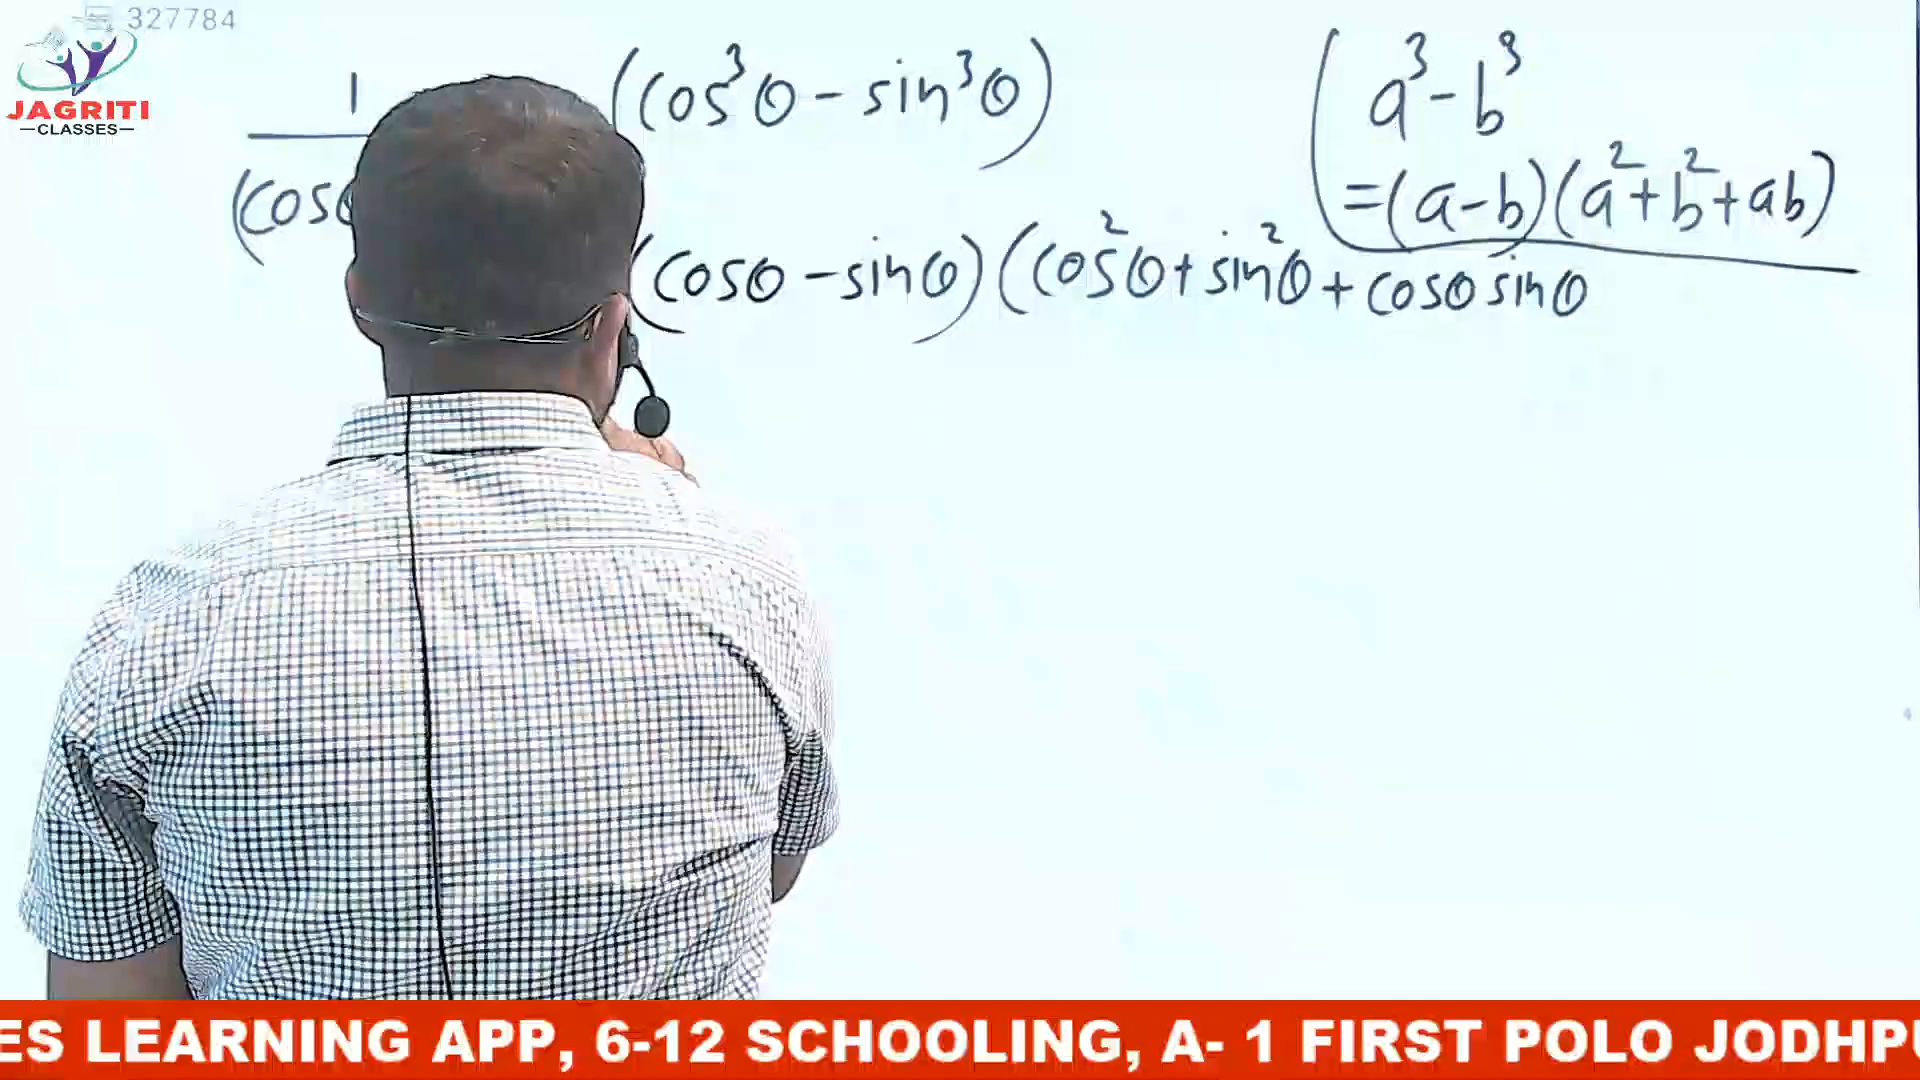 327784
JAGRITI
CLASSES
1
(cos³θ - sin³θ)
(cosθ - sinθ)(cos²θ + sin²θ + cosθ sinθ
a³ - b³
= (a - b)(a² + b² + ab)
ES LEARNING APP, 6-12 SCHOOLING, A- 1 FIRST POLO JODHPU